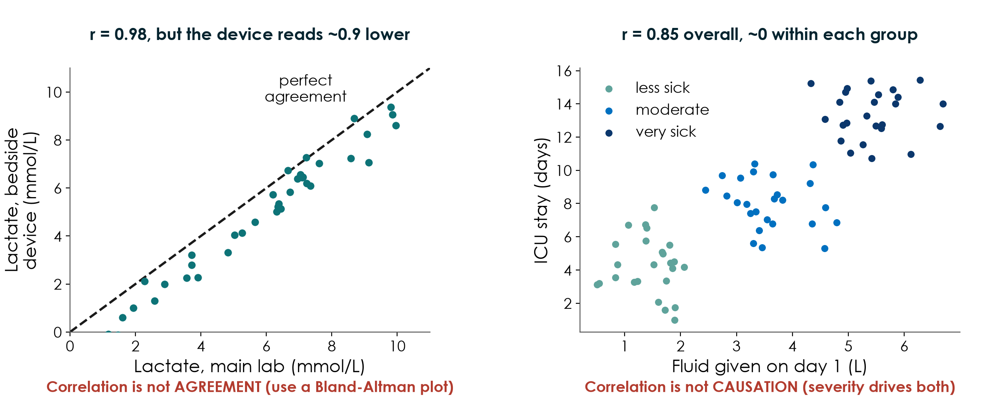 r = 0.98, but the device reads ~0.9 lower
perfect
agreement
10
8
6
4
2
0
Lactate, bedside
device (mmol/L)
0 2 4 6 8 10
Lactate, main lab (mmol/L)
Correlation is not AGREEMENT (use a Bland-Altman plot)
r = 0.85 overall, ~0 within each group
less sick
moderate
very sick
16
14
12
10
8
6
4
2
ICU stay (days)
1 2 3 4 5 6
Fluid given on day 1 (L)
Correlation is not CAUSATION (severity drives both)